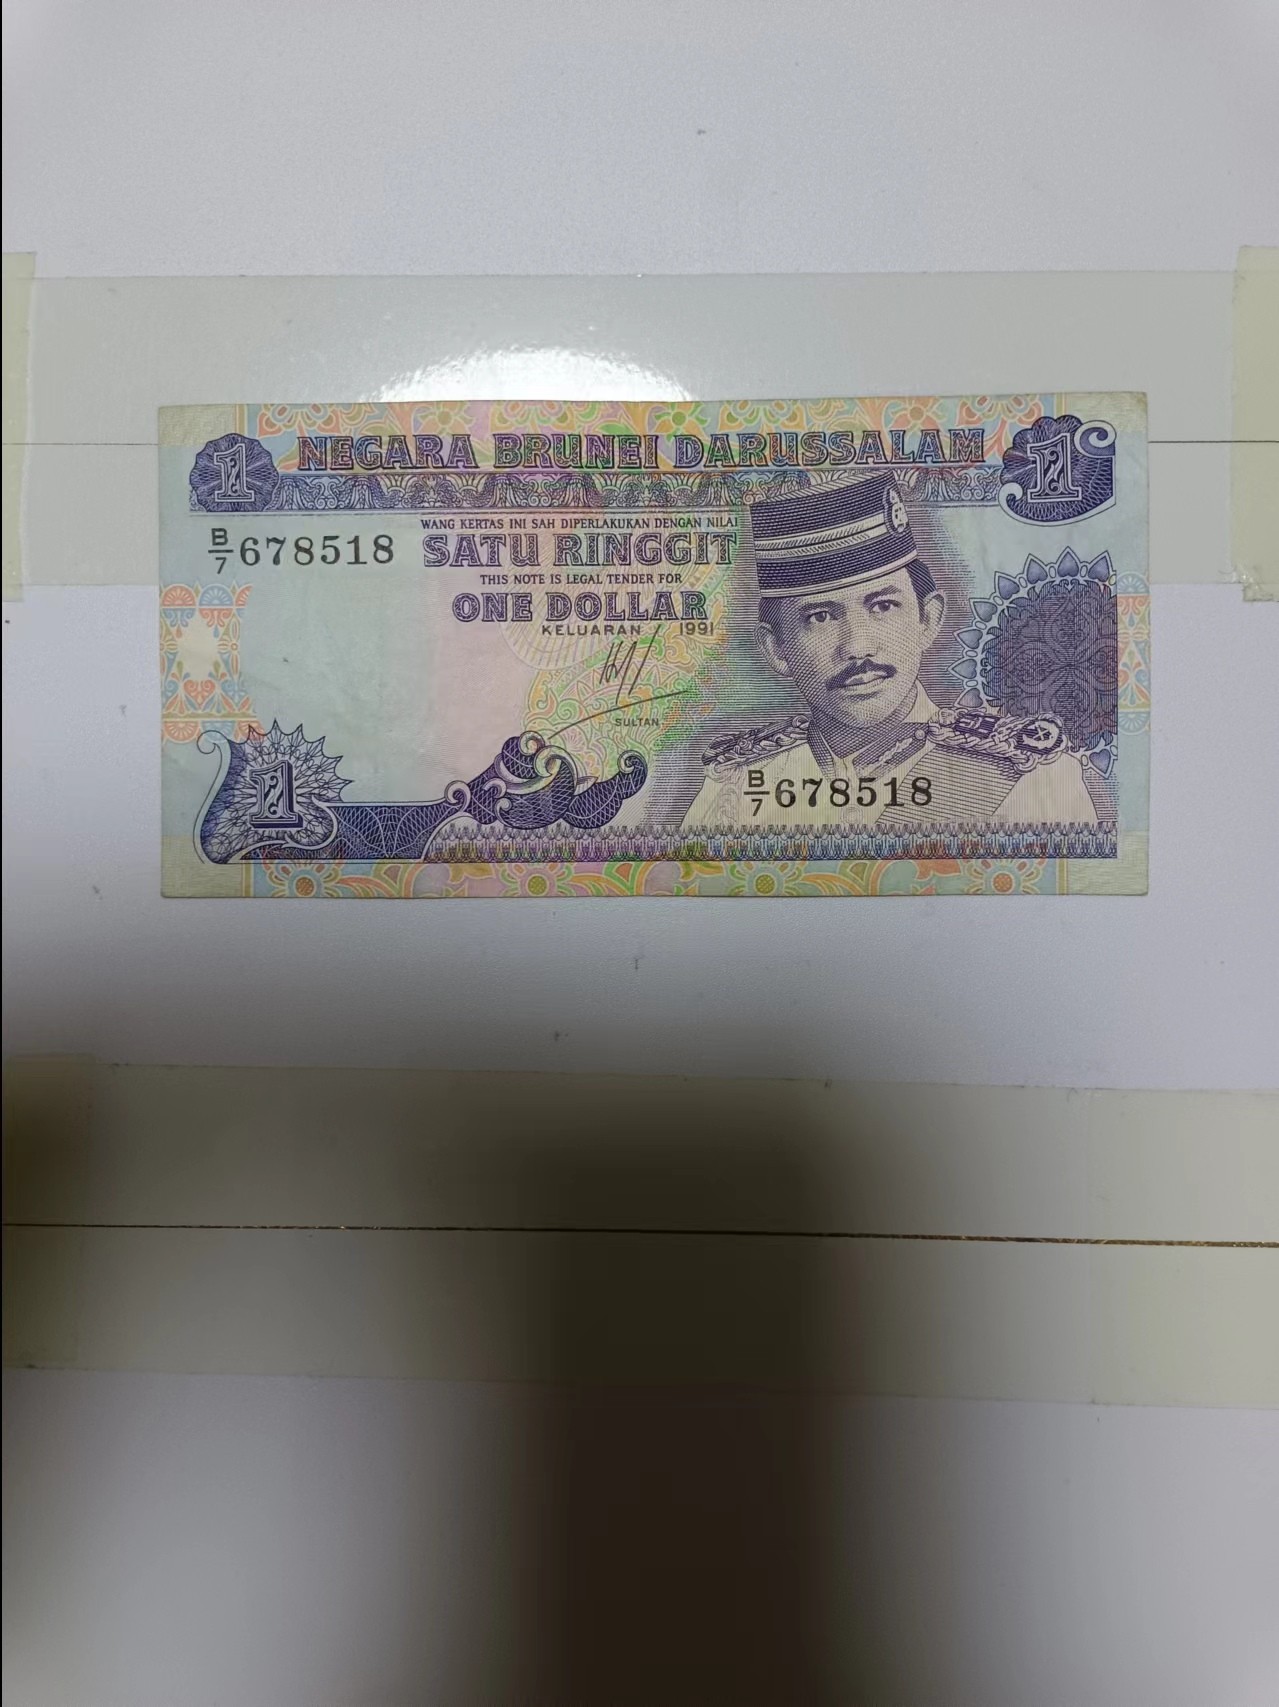 1 NEGARA BRUNEI DARUSSALAM 1
WANG KERTAS INI SAH DIPERLAKUKAN DENGAN NILAI
B/7 678518 SATU RINGGIT
THIS NOTE IS LEGAL TENDER FOR
ONE DOLLAR
KELUARAN 1991
SULTAN
1
B/7 678518